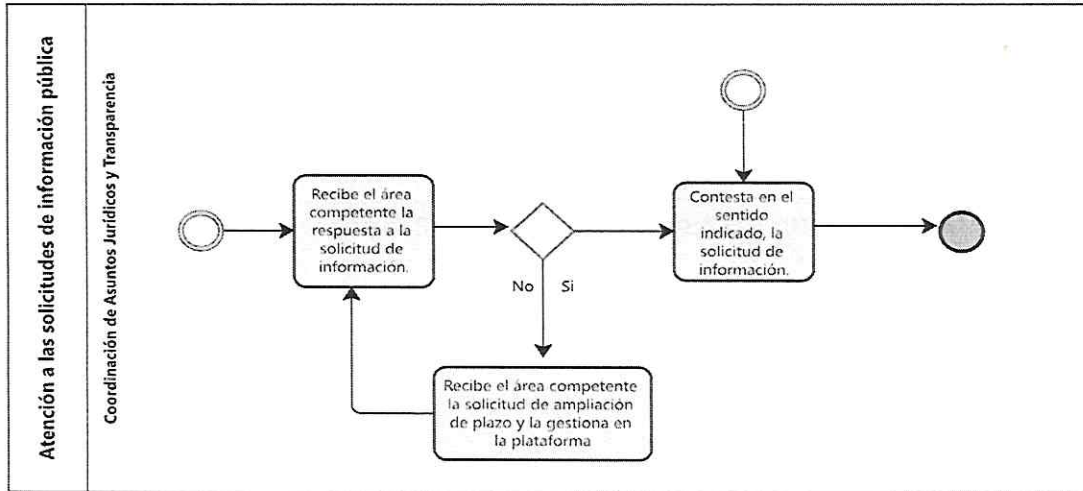 Atención a las solicitudes de información pública
Coordinación de Asuntos Jurídicos y Transparencia
Recibe el área
competente la
respuesta a la
solicitud de
información.
No
Si
Contesta en el
sentido
indicado, la
solicitud de
información.
Recibe el área competente
la solicitud de ampliación
de plazo y la gestiona en
la plataforma